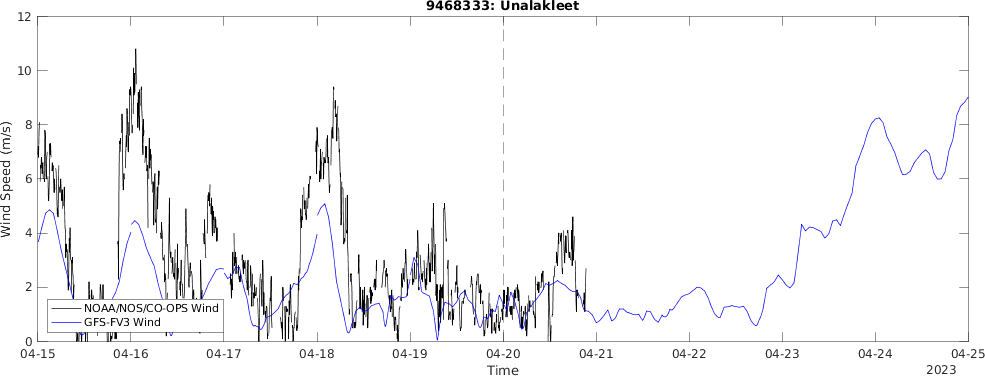 9468333: Unalakleet
12
10
8
6
4
2
0
Wind Speed (m/s)
NOAA/NOS/CO-OPS Wind
GFS-FV3 Wind
04-15 04-16 04-17 04-18 04-19 04-20 04-21 04-22 04-23 04-24 04-25
Time
2023